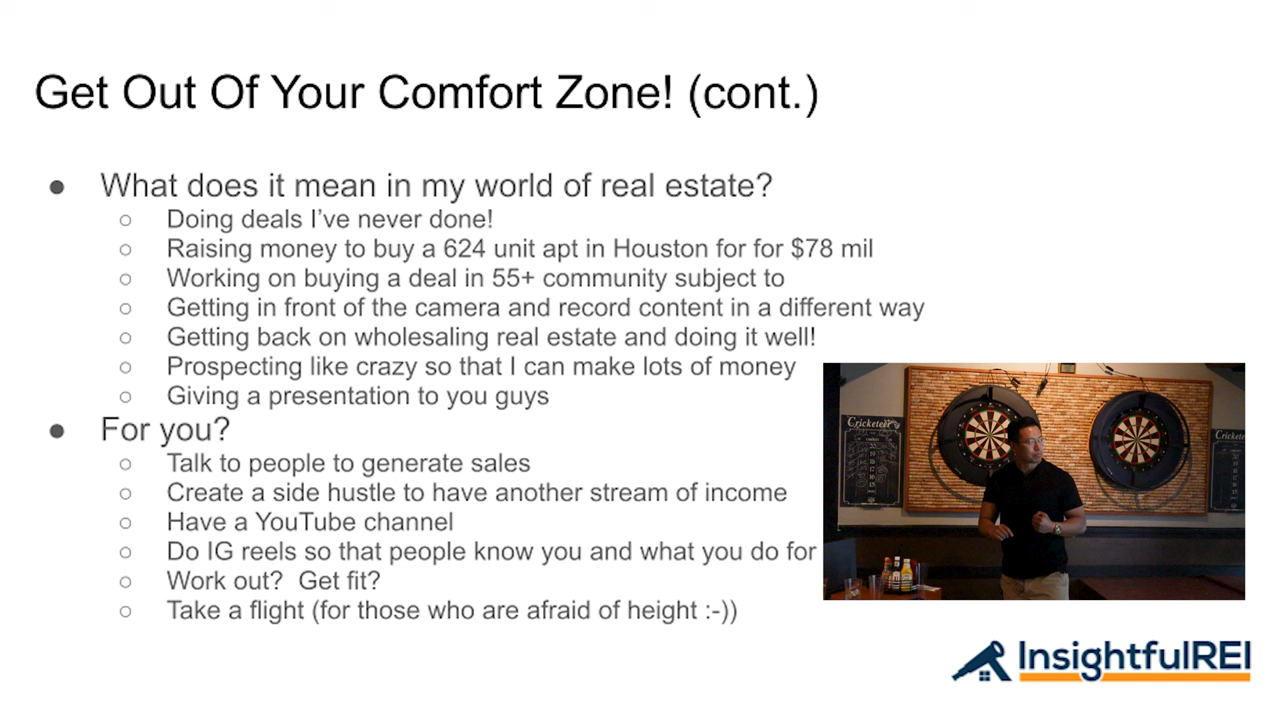 Get Out Of Your Comfort Zone! (cont.)
● What does it mean in my world of real estate?
○ Doing deals I've never done!
○ Raising money to buy a 624 unit apt in Houston for for $78 mil
○ Working on buying a deal in 55+ community subject to
○ Getting in front of the camera and record content in a different way
○ Getting back on wholesaling real estate and doing it well!
○ Prospecting like crazy so that I can make lots of money
○ Giving a presentation to you guys
● For you?
○ Talk to people to generate sales
○ Create a side hustle to have another stream of income
○ Have a YouTube channel
○ Do IG reels so that people know you and what you do for
○ Work out?  Get fit?
○ Take a flight (for those who are afraid of height :-))
Cricketeer
Cricketeer
InsightfulREI